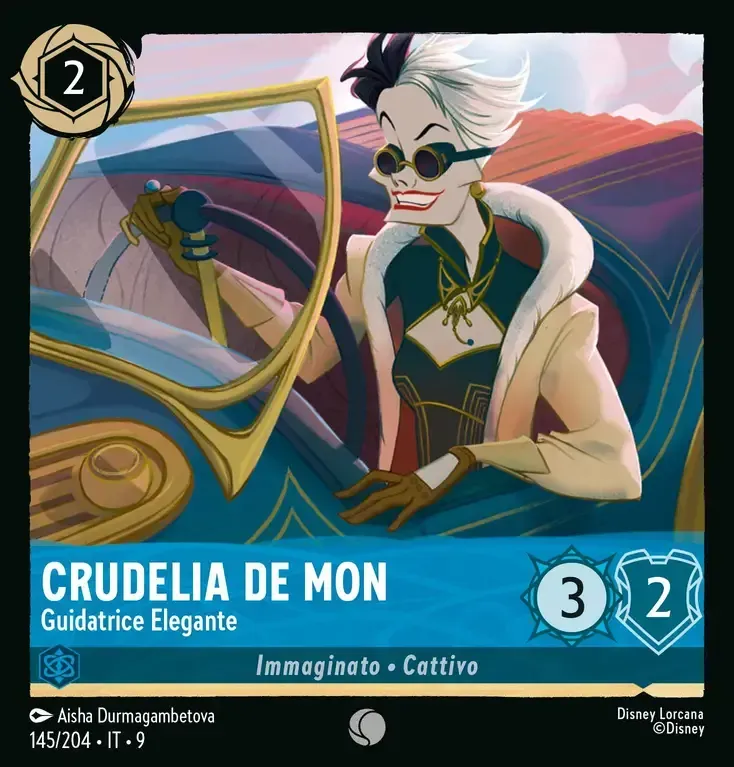 2
CRUDELIA DE MON
Guidatrice Elegante
3
2
Immaginato • Cattivo
Aisha Durmagambetova
145/204 • IT • 9
Disney Lorcana
©Disney